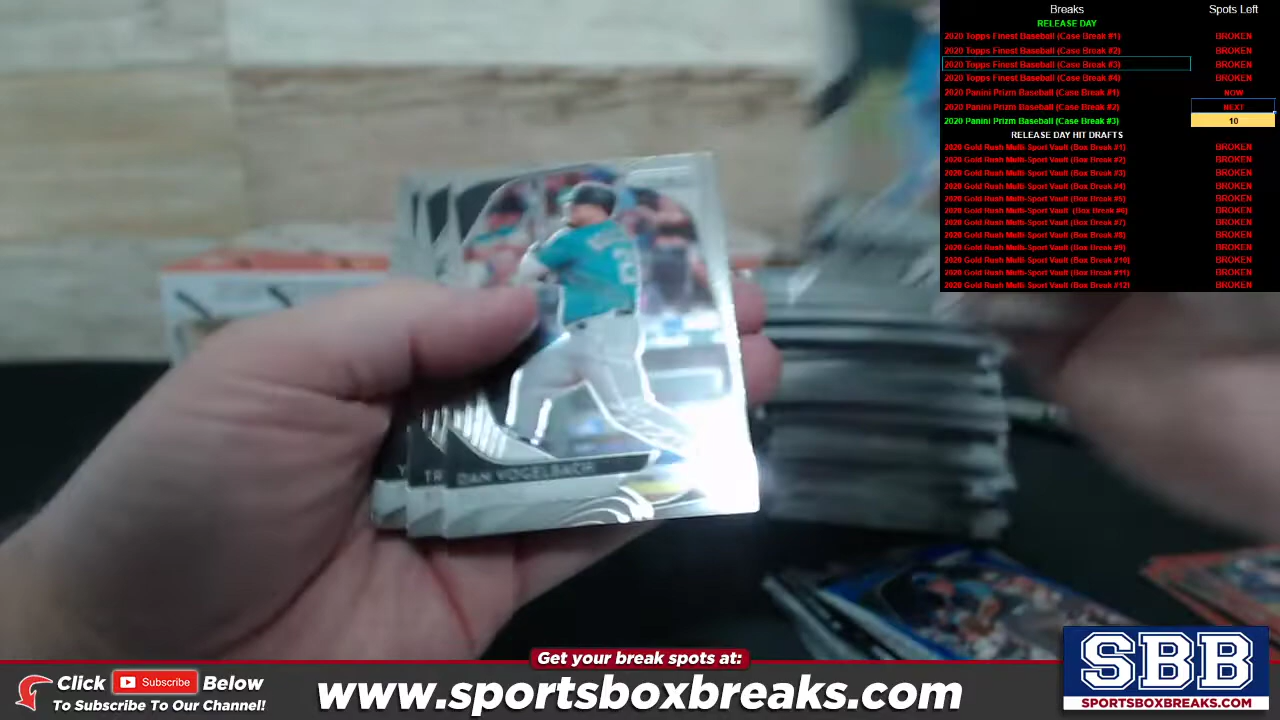 Breaks Spots Left
RELEASE DAY
2020 Topps Finest Baseball (Case Break #1) BROKEN
2020 Topps Finest Baseball (Case Break #2) BROKEN
2020 Topps Finest Baseball (Case Break #3) BROKEN
2020 Topps Finest Baseball (Case Break #4) BROKEN
2020 Panini Prizm Baseball (Case Break #1) NOW
2020 Panini Prizm Baseball (Case Break #2) NEXT
2020 Panini Prizm Baseball (Case Break #3) 10
RELEASE DAY HIT DRAFTS
2020 Gold Rush Multi-Sport Vault (Box Break #1) BROKEN
2020 Gold Rush Multi-Sport Vault (Box Break #2) BROKEN
2020 Gold Rush Multi-Sport Vault (Box Break #3) BROKEN
2020 Gold Rush Multi-Sport Vault (Box Break #4) BROKEN
2020 Gold Rush Multi-Sport Vault (Box Break #5) BROKEN
2020 Gold Rush Multi-Sport Vault (Box Break #6) BROKEN
2020 Gold Rush Multi-Sport Vault (Box Break #7) BROKEN
2020 Gold Rush Multi-Sport Vault (Box Break #8) BROKEN
2020 Gold Rush Multi-Sport Vault (Box Break #9) BROKEN
2020 Gold Rush Multi-Sport Vault (Box Break #10) BROKEN
2020 Gold Rush Multi-Sport Vault (Box Break #11) BROKEN
2020 Gold Rush Multi-Sport Vault (Box Break #12) BROKEN
Y TR DAN VOGELBACH
Get your break spots at:
Click Subscribe Below
To Subscribe To Our Channel!
www.sportsboxbreaks.com
SBB
SPORTSBOXBREAKS.COM